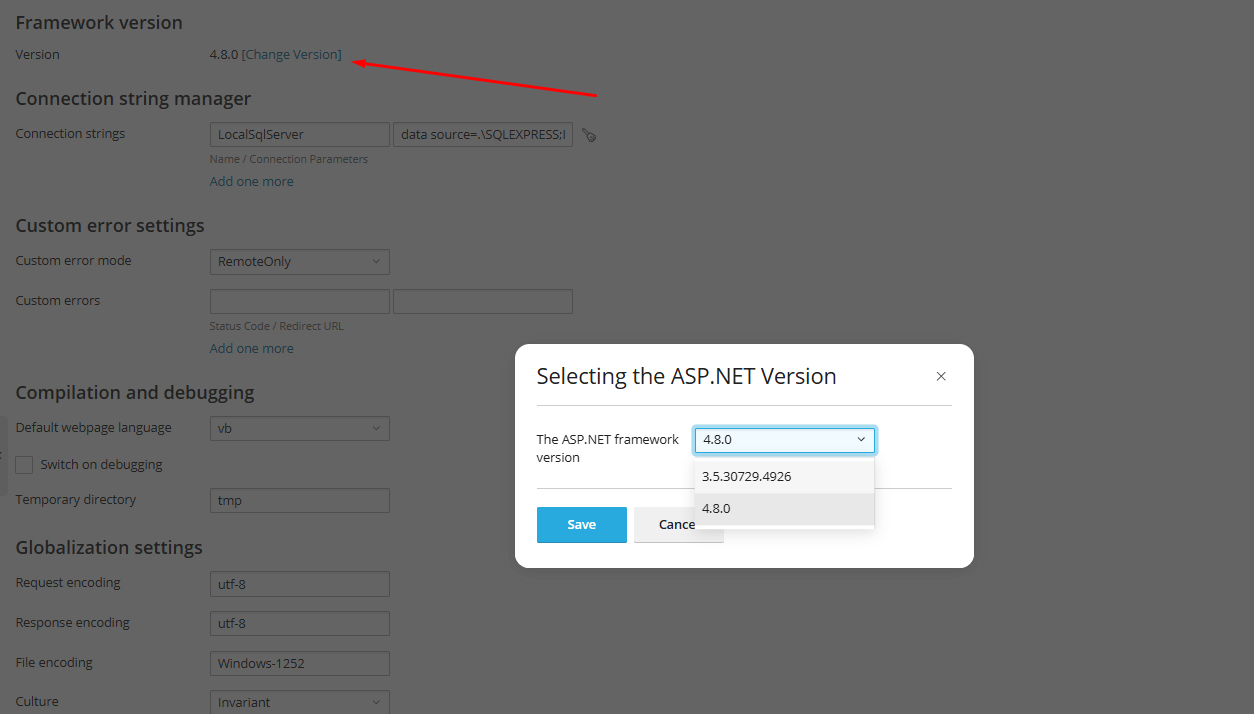 Framework version
Version 4.8.0 [Change Version]
Connection string manager
Connection strings LocalSqlServer data source=.\SQLEXPRESS;I
Name / Connection Parameters
Add one more
Custom error settings
Custom error mode RemoteOnly
Custom errors
Status Code / Redirect URL
Add one more
Compilation and debugging
Default webpage language vb
Switch on debugging
Temporary directory tmp
Globalization settings
Request encoding utf-8
Response encoding utf-8
File encoding Windows-1252
Culture Invariant
Selecting the ASP.NET Version
The ASP.NET framework version 4.8.0
3.5.30729.4926
4.8.0
Save Cance